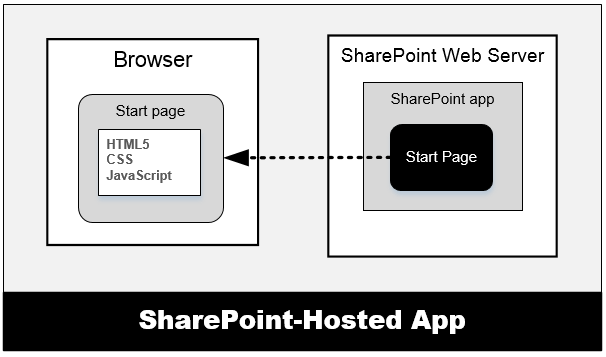 Browser
Start page
HTML5
CSS
JavaScript
SharePoint Web Server
SharePoint app
Start Page
SharePoint-Hosted App